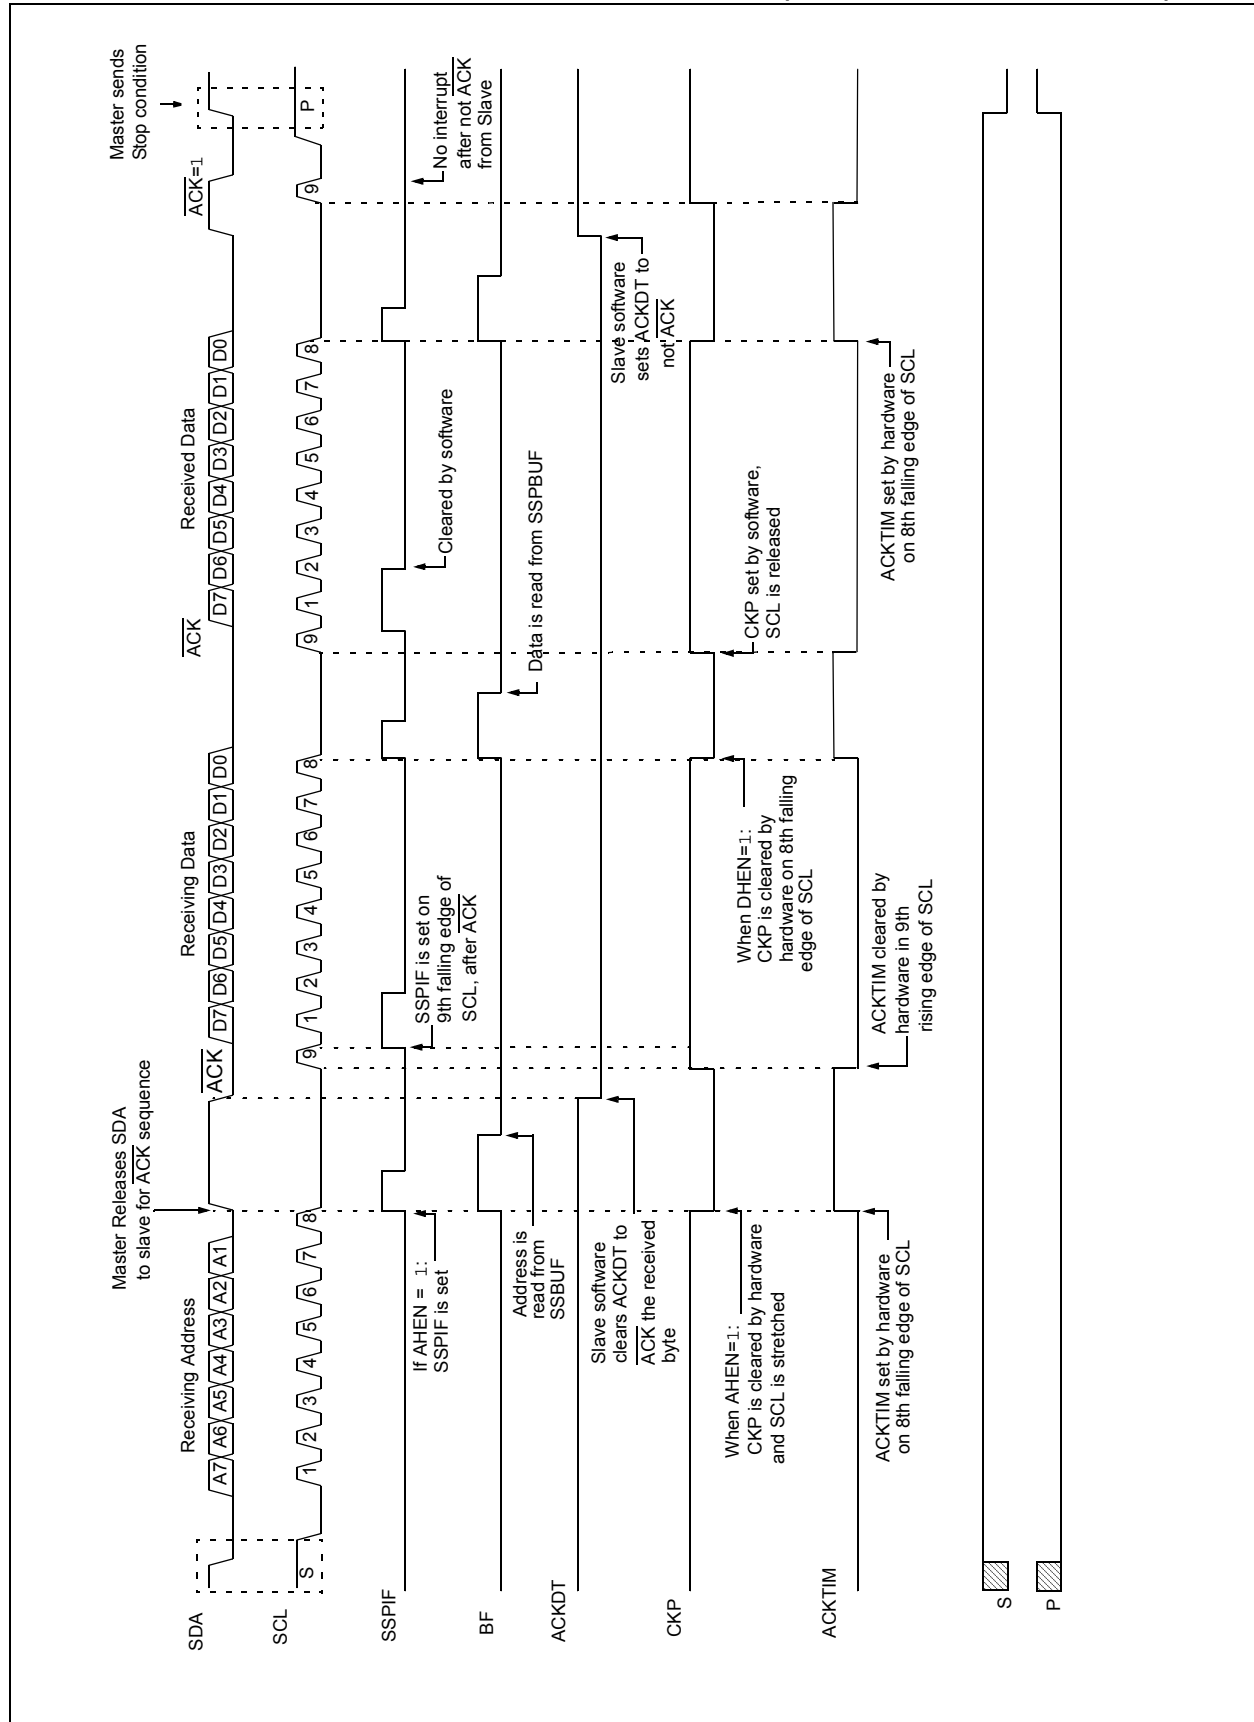 Master Releases SDA
to slave for ACK sequence
Master sends
Stop condition
Receiving Address
ACK
Receiving Data
ACK
Received Data
ACK=1
SDA
A7 A6 A5 A4 A3 A2 A1
D7 D6 D5 D4 D3 D2 D1 D0
D7 D6 D5 D4 D3 D2 D1 D0
SCL
S
1 2 3 4 5 6 7 8 9
1 2 3 4 5 6 7 8 9
1 2 3 4 5 6 7 8 9
P
SSPIF
If AHEN = 1:
SSPIF is set
SSPIF is set on
9th falling edge of
SCL, after ACK
Cleared by software
No interrupt
after not ACK
from Slave
BF
Address is
read from
SSBUF
Data is read from SSPBUF
ACKDT
Slave software
clears ACKDT to
ACK the received
byte
Slave software
sets ACKDT to
not ACK
CKP
When AHEN=1:
CKP is cleared by hardware
and SCL is stretched
When DHEN=1:
CKP is cleared by
hardware on 8th falling
edge of SCL
CKP set by software,
SCL is released
ACKTIM
ACKTIM set by hardware
on 8th falling edge of SCL
ACKTIM cleared by
hardware in 9th
rising edge of SCL
ACKTIM set by hardware
on 8th falling edge of SCL
S
P